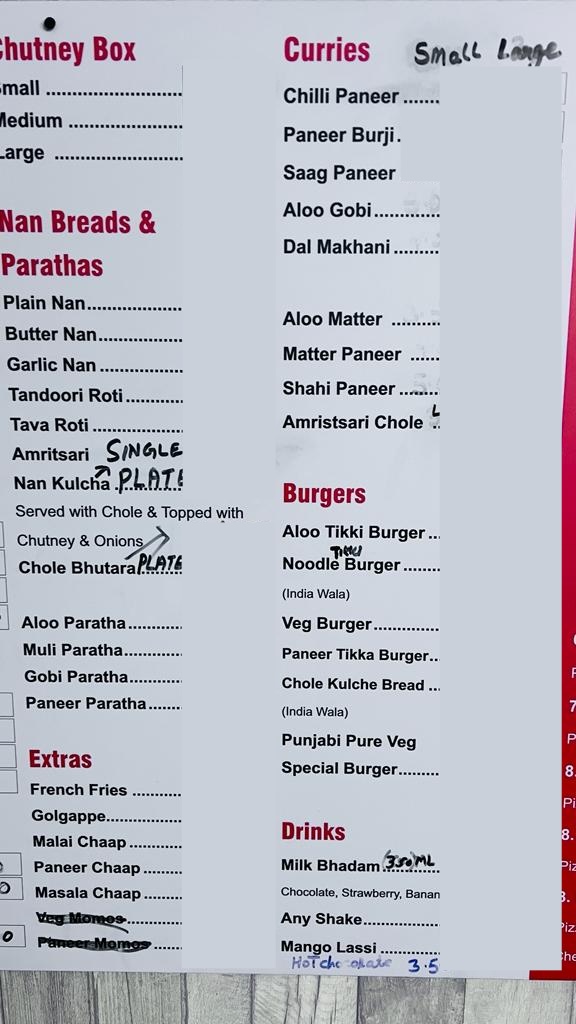 Chutney Box
Small ........................
Medium .....................
Large .......................
Nan Breads &
Parathas
Plain Nan.................
Butter Nan...............
Garlic Nan...............
Tandoori Roti..........
Tava Roti................
Amritsari SINGLE
Nan Kulcha PLATE
Served with Chole & Topped with
Chutney & Onions
Chole Bhutara PLATE
Aloo Paratha...........
Muli Paratha............
Gobi Paratha...........
Paneer Paratha.......
Extras
French Fries ..........
Golgappe................
Malai Chaap ...........
Paneer Chaap ........
Masala Chaap ........
Veg Momos
Paneer Momos .....
Curries Small Large
Chilli Paneer .......
Paneer Burji.
Saag Paneer
Aloo Gobi.............
Dal Makhani.........
Aloo Matter .........
Matter Paneer .....
Shahi Paneer .......
Amristsari Chole L ..
Burgers
Aloo Tikki Burger ..
Tikki
Noodle Burger .......
(India Wala)
Veg Burger.............
Paneer Tikka Burger..
Chole Kulche Bread ..
(India Wala)
Punjabi Pure Veg
Special Burger........
Drinks
Milk Bhadam (350)ML
Chocolate, Strawberry, Banan
Any Shake...............
Mango Lassi ............
Hot chocolate 3.5